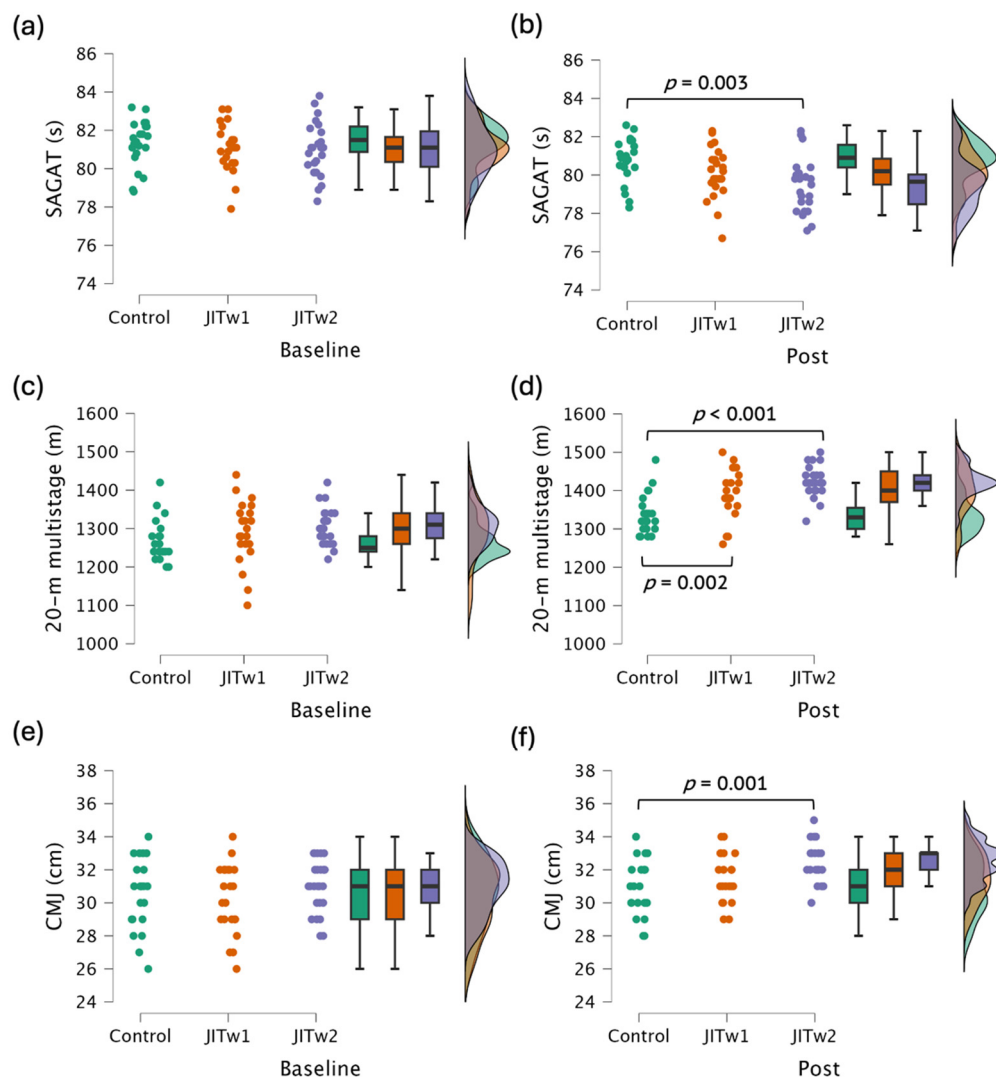 (a)
SAGAT (s)
86
84
82
80
78
76
74
Control JITw1 JITw2
Baseline
(b)
SAGAT (s)
86
84
82
80
78
76
74
p = 0.003
Control JITw1 JITw2
Post
(c)
20-m multistage (m)
1600
1500
1400
1300
1200
1100
1000
Control JITw1 JITw2
Baseline
(d)
20-m multistage (m)
1600
1500
1400
1300
1200
1100
1000
p < 0.001
p = 0.002
Control JITw1 JITw2
Post
(e)
CMJ (cm)
38
36
34
32
30
28
26
24
Control JITw1 JITw2
Baseline
(f)
CMJ (cm)
38
36
34
32
30
28
26
24
p = 0.001
Control JITw1 JITw2
Post